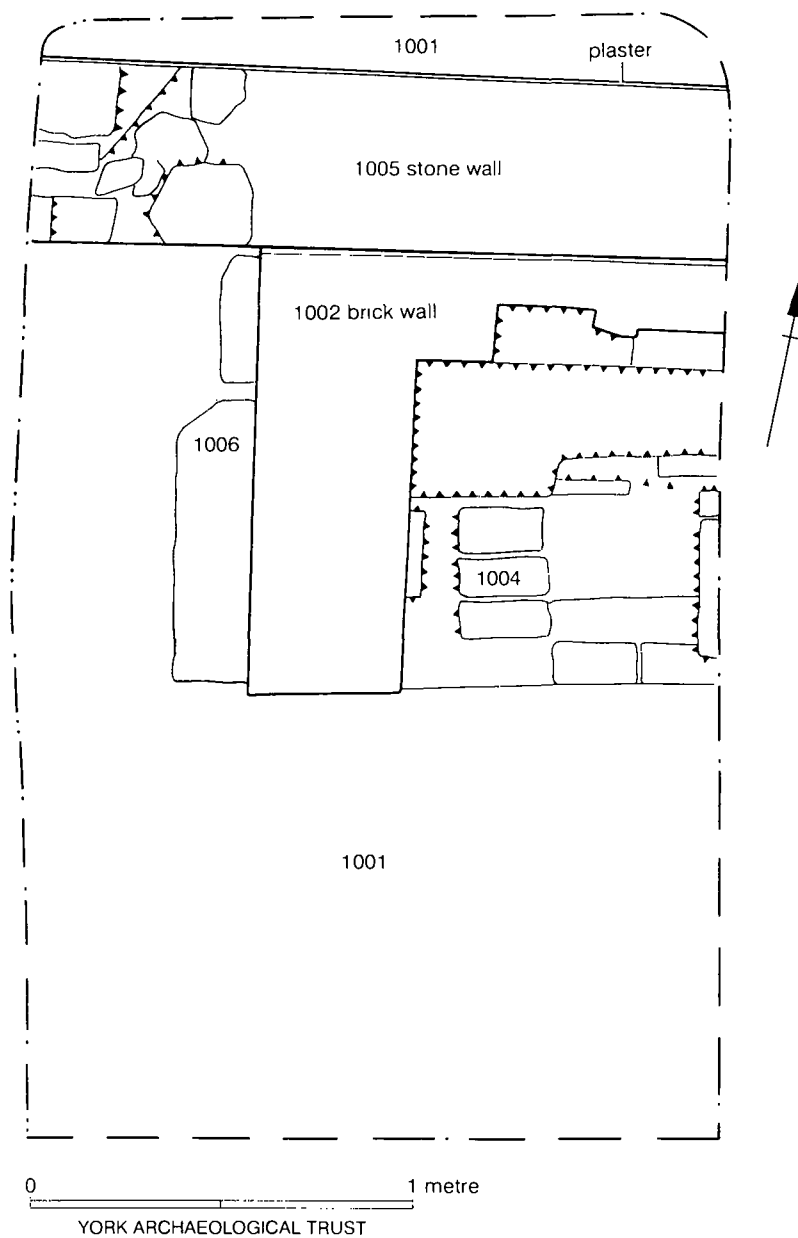 1001
plaster
1005 stone wall
1002 brick wall
1006
1004
1001
0 1 metre
YORK ARCHAEOLOGICAL TRUST